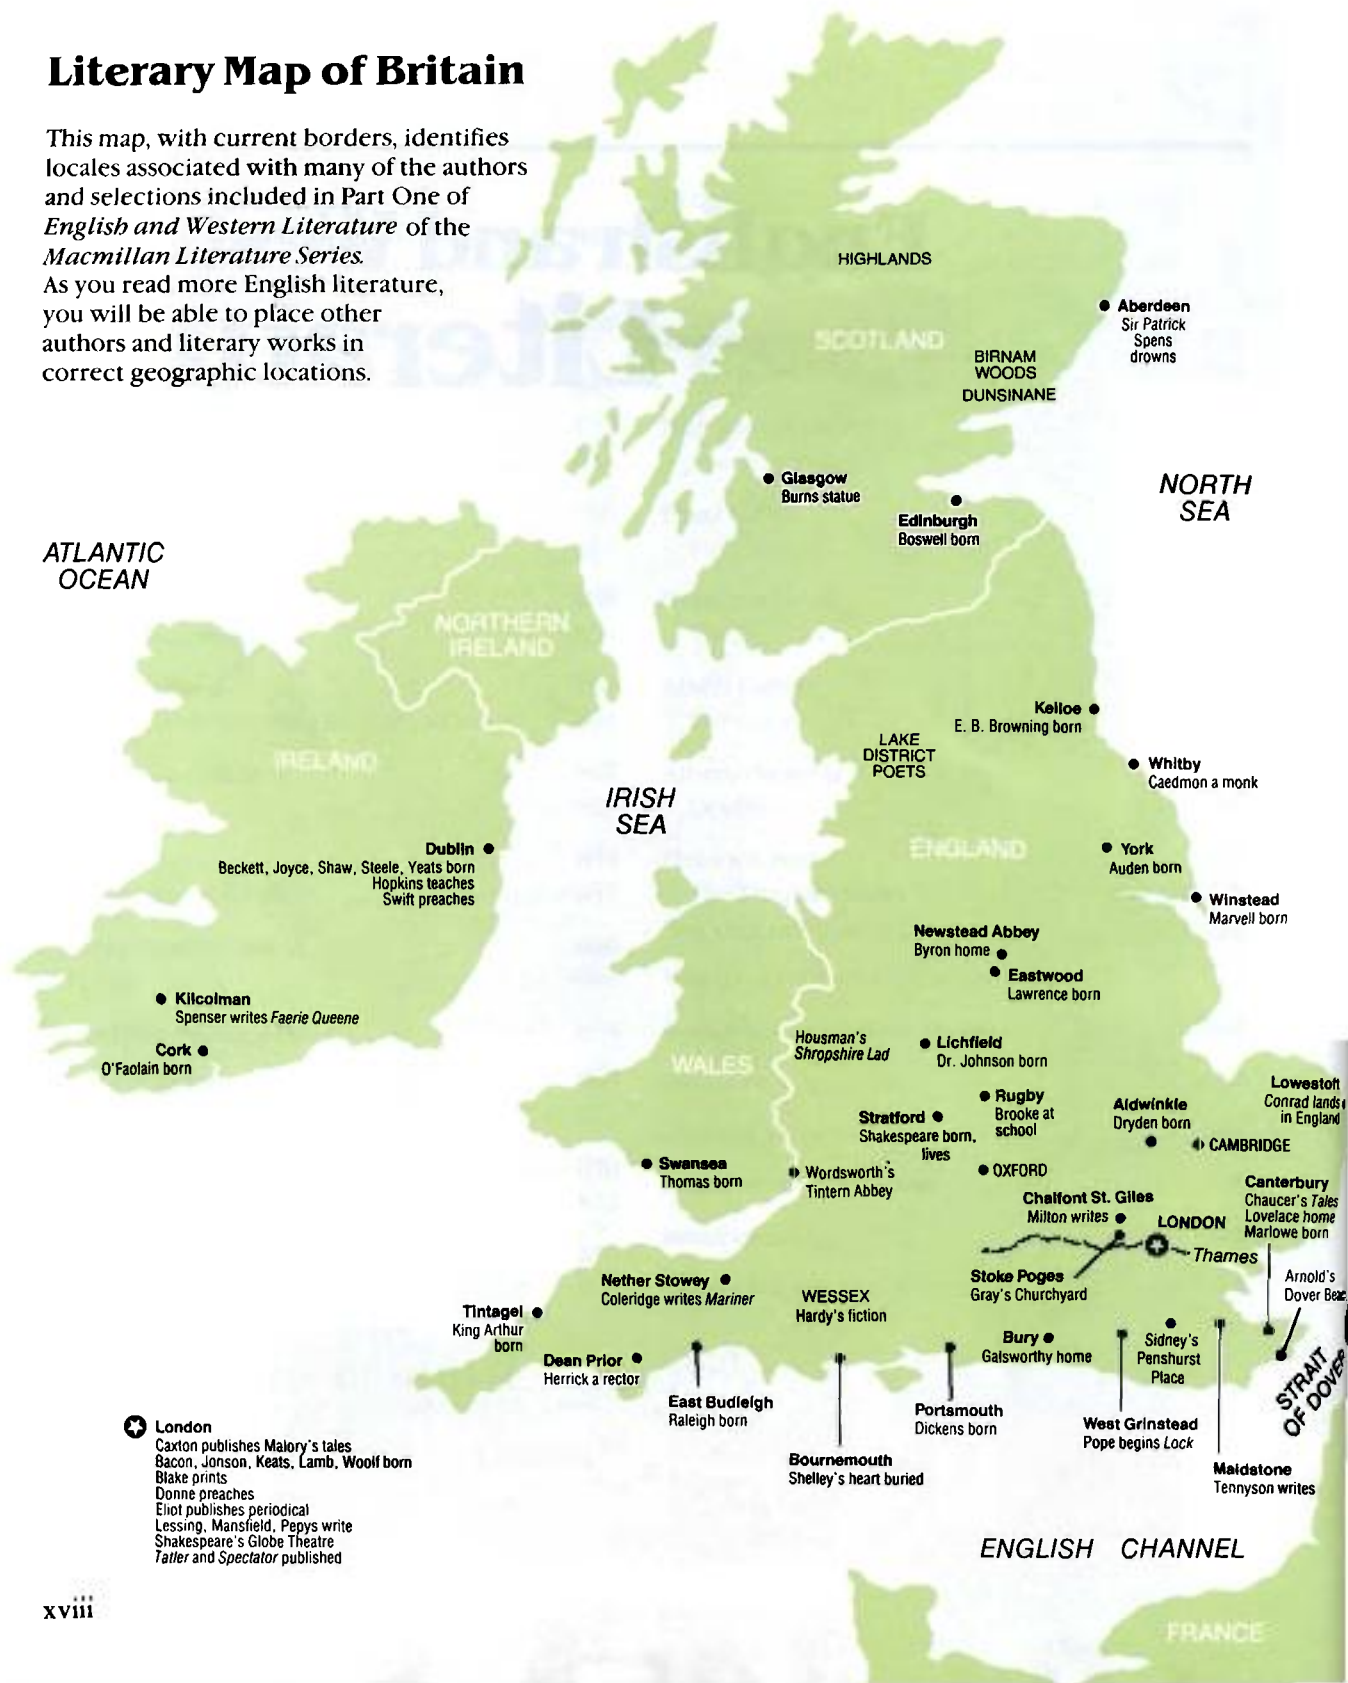 Literary Map of Britain
This map, with current borders, identifies
locales associated with many of the authors
and selections included in Part One of
English and Western Literature of the
Macmillan Literature Series.
As you read more English literature,
you will be able to place other
authors and literary works in
correct geographic locations.
HIGHLANDS
Aberdeen
Sir Patrick
Spens
drowns
SCOTLAND
BIRNAM
WOODS
DUNSINANE
Glasgow
Burns statue
Edinburgh
Boswell born
NORTH
SEA
ATLANTIC
OCEAN
NORTHERN
IRELAND
IRELAND
Kelloe
E. B. Browning born
LAKE
DISTRICT
POETS
Whitby
Caedmon a monk
IRISH
SEA
ENGLAND
Dublin
Beckett, Joyce, Shaw, Steele, Yeats born
Hopkins teaches
Swift preaches
York
Auden born
Winstead
Marvell born
Newstead Abbey
Byron home
Eastwood
Lawrence born
Kilcolman
Spenser writes Faerie Queene
Cork
O'Faolain born
WALES
Housman's
Shropshire Lad
Lichfield
Dr. Johnson born
Rugby
Brooke at
school
Stratford
Shakespeare born,
lives
Aldwinkle
Dryden born
Lowestoft
Conrad lands
in England
CAMBRIDGE
Swansea
Thomas born
Wordsworth's
Tintern Abbey
OXFORD
Canterbury
Chaucer's Tales
Lovelace home
Marlowe born
Chalfont St. Giles
Milton writes
LONDON
Thames
Stoke Poges
Gray's Churchyard
Arnold's
Dover Bea
Nether Stowey
Coleridge writes Mariner
WESSEX
Hardy's fiction
Tintagel
King Arthur
born
Dean Prior
Herrick a rector
Bury
Galsworthy home
Sidney's
Penshurst
Place
STRAIT
OF DOVER
East Budleigh
Raleigh born
Portsmouth
Dickens born
West Grinstead
Pope begins Lock
Bournemouth
Shelley's heart buried
Maidstone
Tennyson writes
London
Caxton publishes Malory's tales
Bacon, Jonson, Keats, Lamb, Woolf born
Blake prints
Donne preaches
Eliot publishes periodical
Lessing, Mansfield, Pepys write
Shakespeare's Globe Theatre
Tatler and Spectator published
ENGLISH CHANNEL
FRANCE
xviii